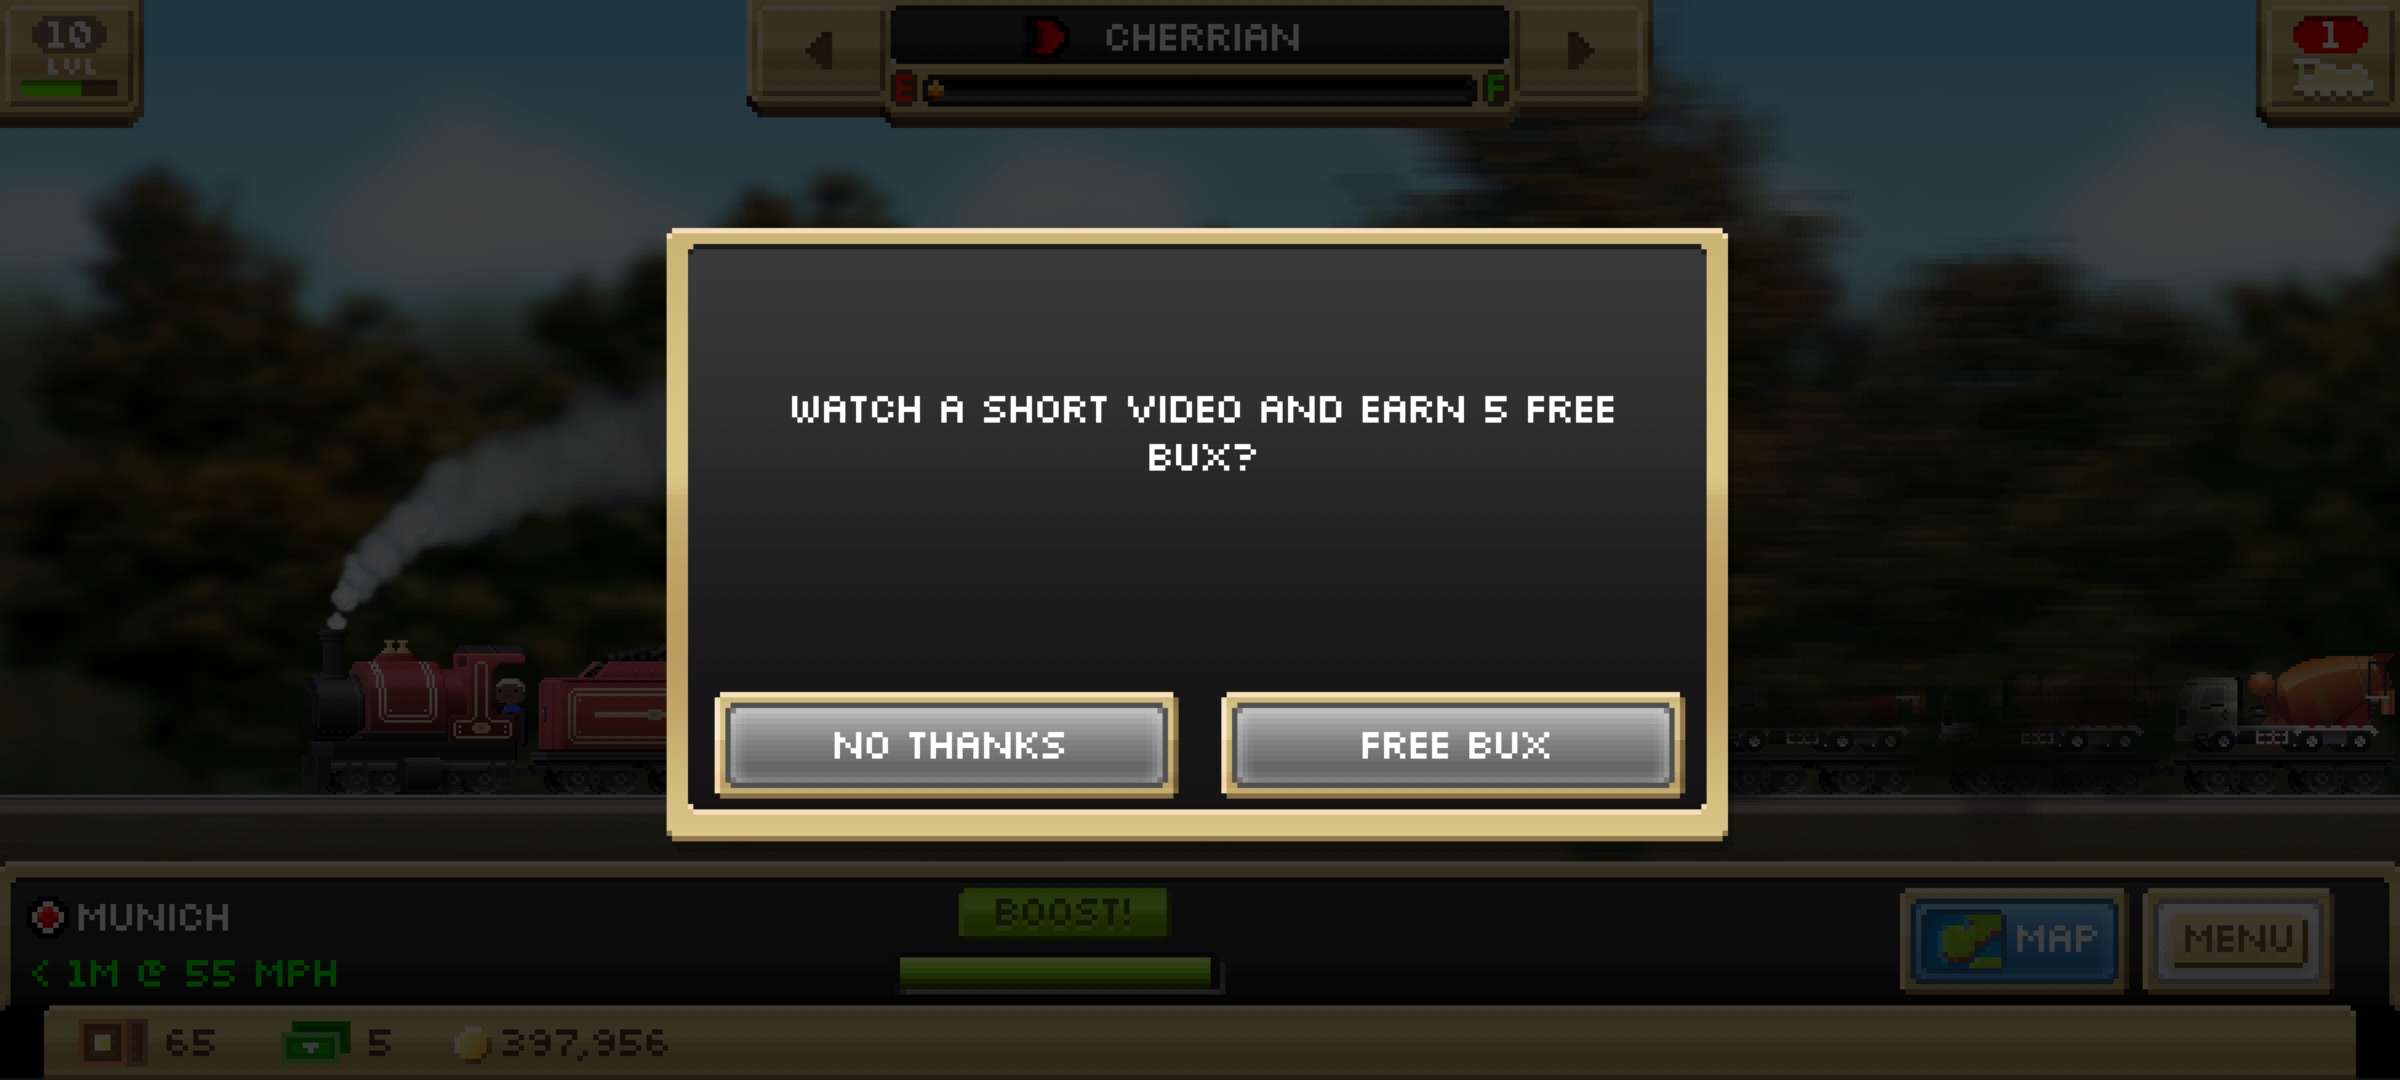 10
LVL
CHERRIAN
E F
1
WATCH A SHORT VIDEO AND EARN 5 FREE
BUX?
NO THANKS
FREE BUX
MUNICH
< 1M @ 55 MPH
BOOST!
MAP
MENU
65
5
397,956